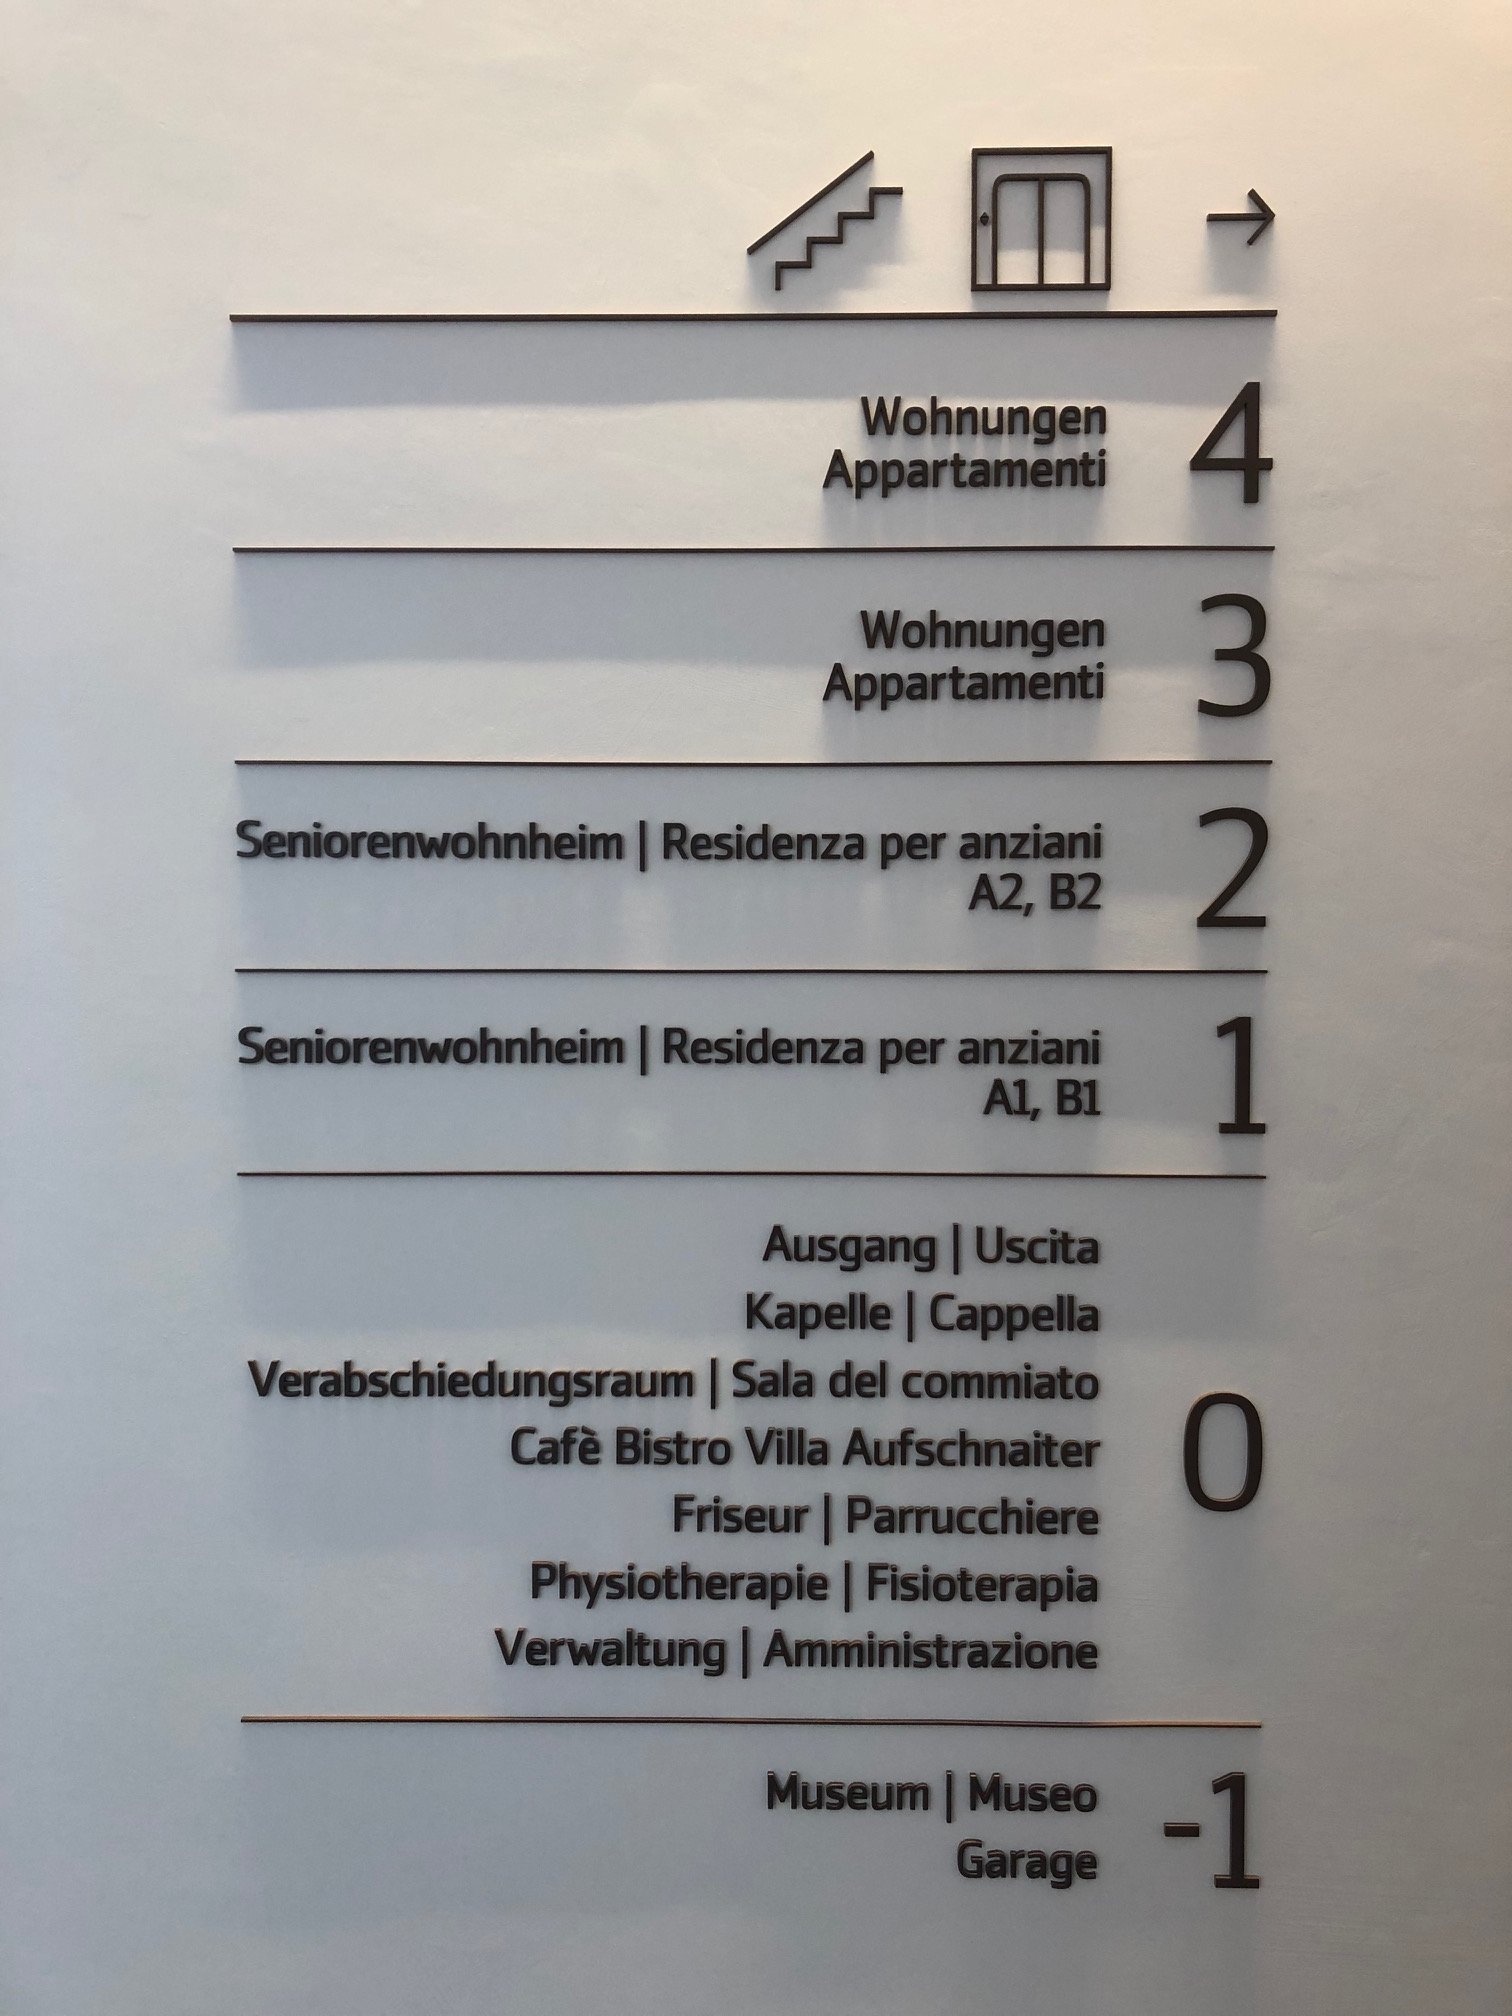 Wohnungen
Appartamenti
4
Wohnungen
Appartamenti
3
Seniorenwohnheim | Residenza per anziani
A2, B2
2
Seniorenwohnheim | Residenza per anziani
A1, B1
1
Ausgang | Uscita
Kapelle | Cappella
Verabschiedungsraum | Sala del commiato
Cafè Bistro Villa Aufschnaiter
Friseur | Parrucchiere
Physiotherapie | Fisioterapia
Verwaltung | Amministrazione
0
Museum | Museo
Garage
-1